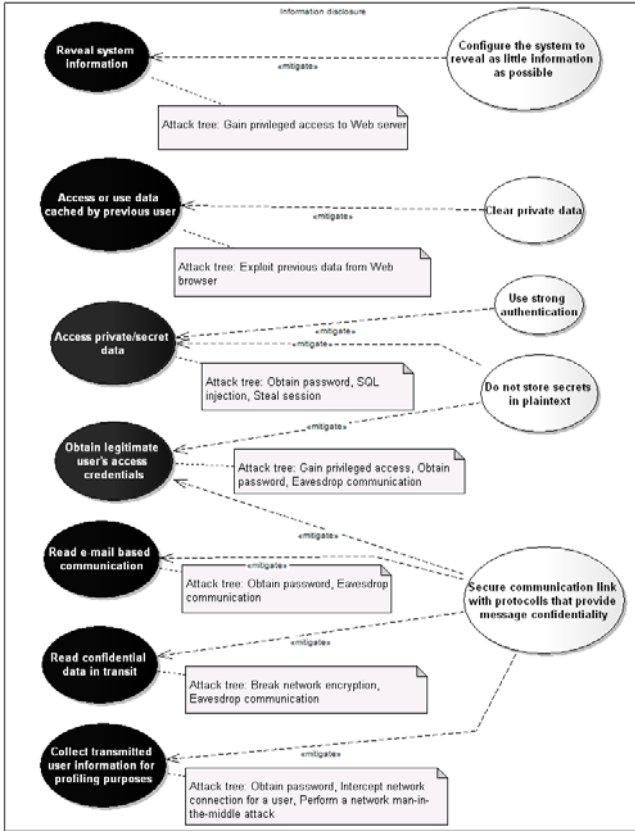 Information disclosure
Reveal system
information
«mitigate»
Configure the system to
reveal as little information
as possible
Attack tree: Gain privileged access to Web server
Access or use data
cached by previous user
«mitigate»
Clear private data
Attack tree: Exploit previous data from Web
browser
Use strong
authentication
«mitigate»
Access private/secret
data
«mitigate»
Attack tree: Obtain password, SQL
injection, Steal session
Do not store secrets
in plaintext
«mitigate»
Obtain legitimate
user's access
credentials
Attack tree: Gain privileged access, Obtain
password, Eavesdrop communication
«mitigate»
Read e-mail based
communication
«mitigate»
Attack tree: Obtain password, Eavesdrop
communication
Secure communication link
with protocolls that provide
message confidentiality
«mitigate»
Read confidential
data in transit
Attack tree: Break network encryption,
Eavesdrop communication
Collect transmitted
user information for
profiling purposes
«mitigate»
Attack tree: Obtain password, Intercept network
connection for a user, Perform a network man-in-
the-middle attack